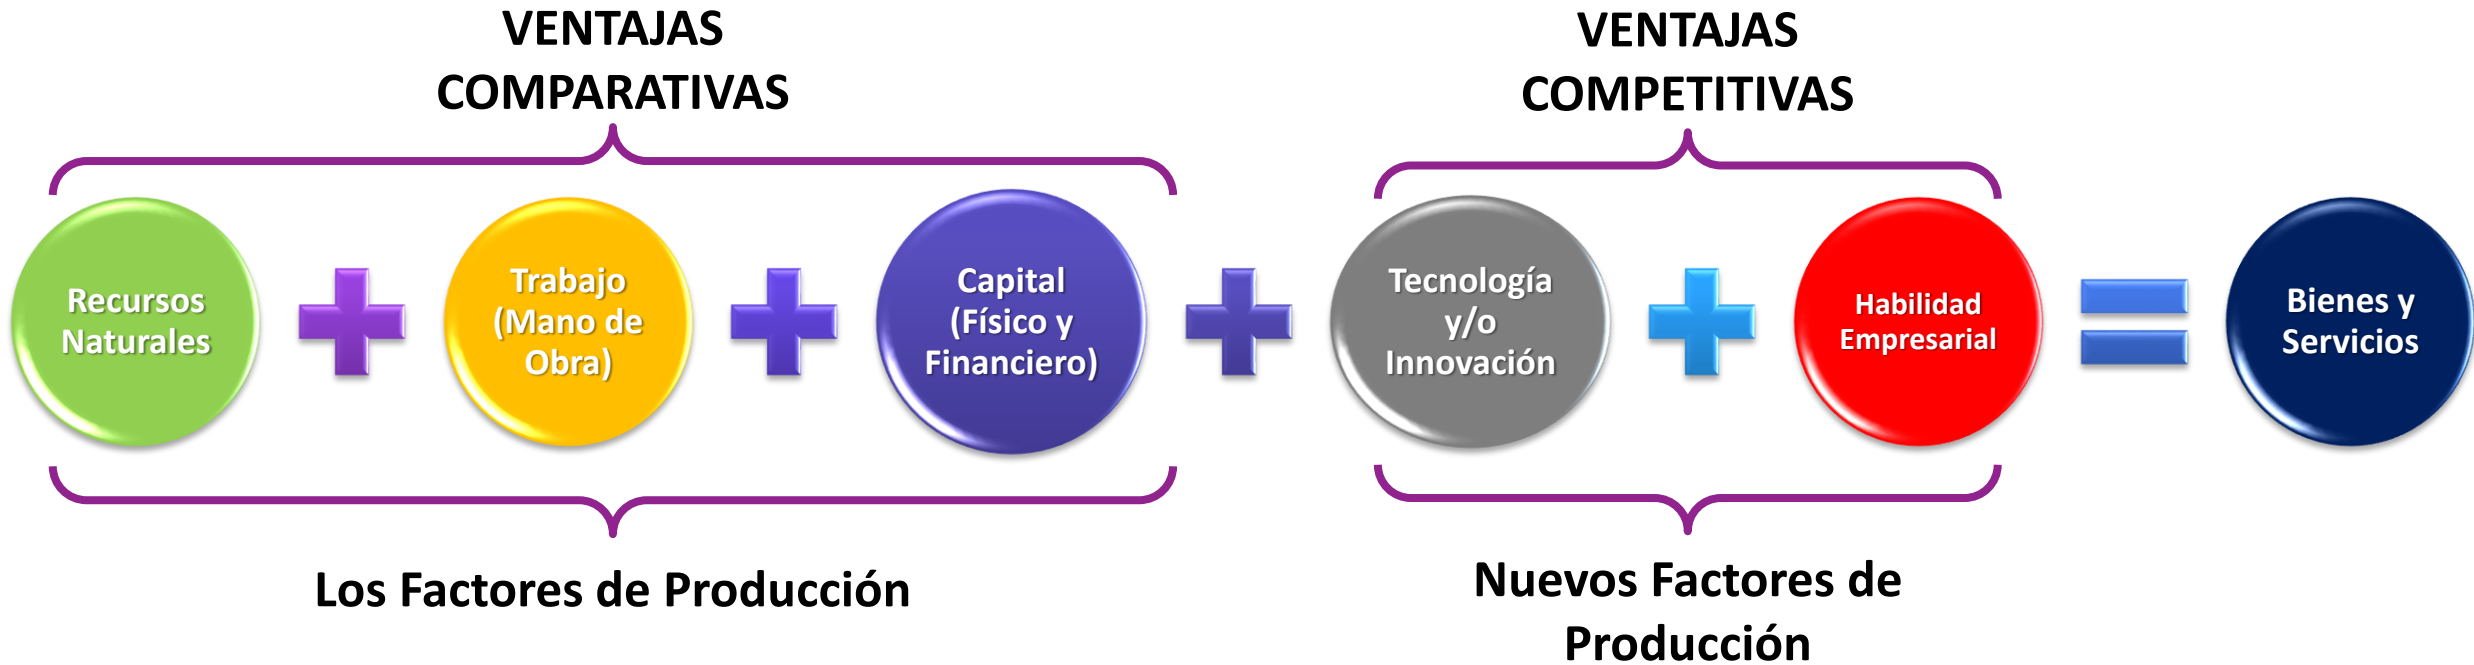 VENTAJAS
COMPARATIVAS
VENTAJAS
COMPETITIVAS
Recursos
Naturales
Trabajo
(Mano de
Obra)
Capital
(Físico y
Financiero)
Tecnología
y/o
Innovación
Habilidad
Empresarial
Bienes y
Servicios
Los Factores de Producción
Nuevos Factores de
Producción